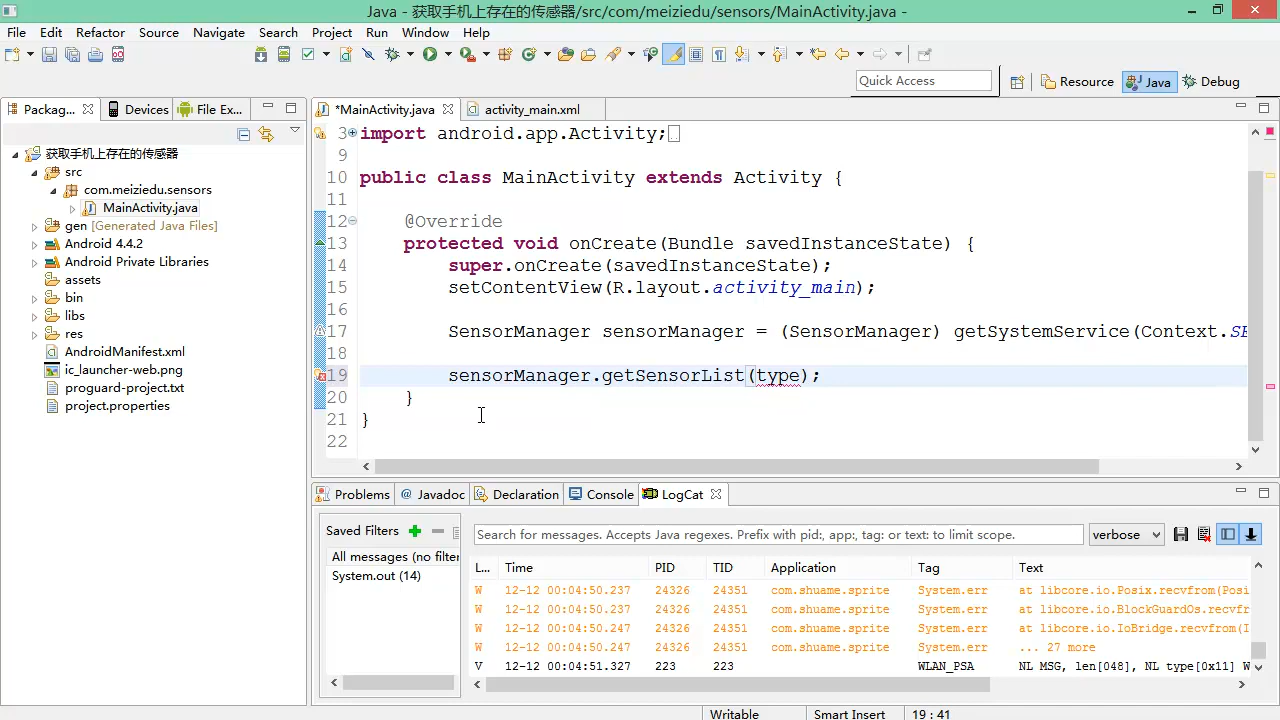 Java - 获取手机上存在的传感器/src/com/meiziedu/sensors/MainActivity.java -
File Edit Refactor Source Navigate Search Project Run Window Help
Quick Access
Resource
Java
Debug
Packag...
Devices
File Ex...
*MainActivity.java
activity_main.xml
获取手机上存在的传感器
src
com.meiziedu.sensors
MainActivity.java
gen [Generated Java Files]
Android 4.4.2
Android Private Libraries
assets
bin
libs
res
AndroidManifest.xml
ic_launcher-web.png
proguard-project.txt
project.properties
3 import android.app.Activity;
9
10 public class MainActivity extends Activity {
11
12 @Override
13 protected void onCreate(Bundle savedInstanceState) {
14 super.onCreate(savedInstanceState);
15 setContentView(R.layout.activity_main);
16
17 SensorManager sensorManager = (SensorManager) getSystemService(Context.SE
18
19 sensorManager.getSensorList(type);
20 }
21 }
22
Problems @ Javadoc Declaration Console LogCat
Saved Filters
All messages (no filter
System.out (14)
Search for messages. Accepts Java regexes. Prefix with pid:, app:, tag: or text: to limit scope.
verbose
L... Time PID TID Application Tag Text
W 12-12 00:04:50.237 24326 24351 com.shuame.sprite System.err at libcore.io.Posix.recvfrom(Posi
W 12-12 00:04:50.237 24326 24351 com.shuame.sprite System.err at libcore.io.BlockGuardOs.recvfr
W 12-12 00:04:50.247 24326 24351 com.shuame.sprite System.err at libcore.io.IoBridge.recvfrom(I
W 12-12 00:04:50.247 24326 24351 com.shuame.sprite System.err ... 27 more
V 12-12 00:04:51.327 223 223 WLAN_PSA NL MSG, len[048], NL type[0x11] W
Writable
Smart Insert
19 : 41